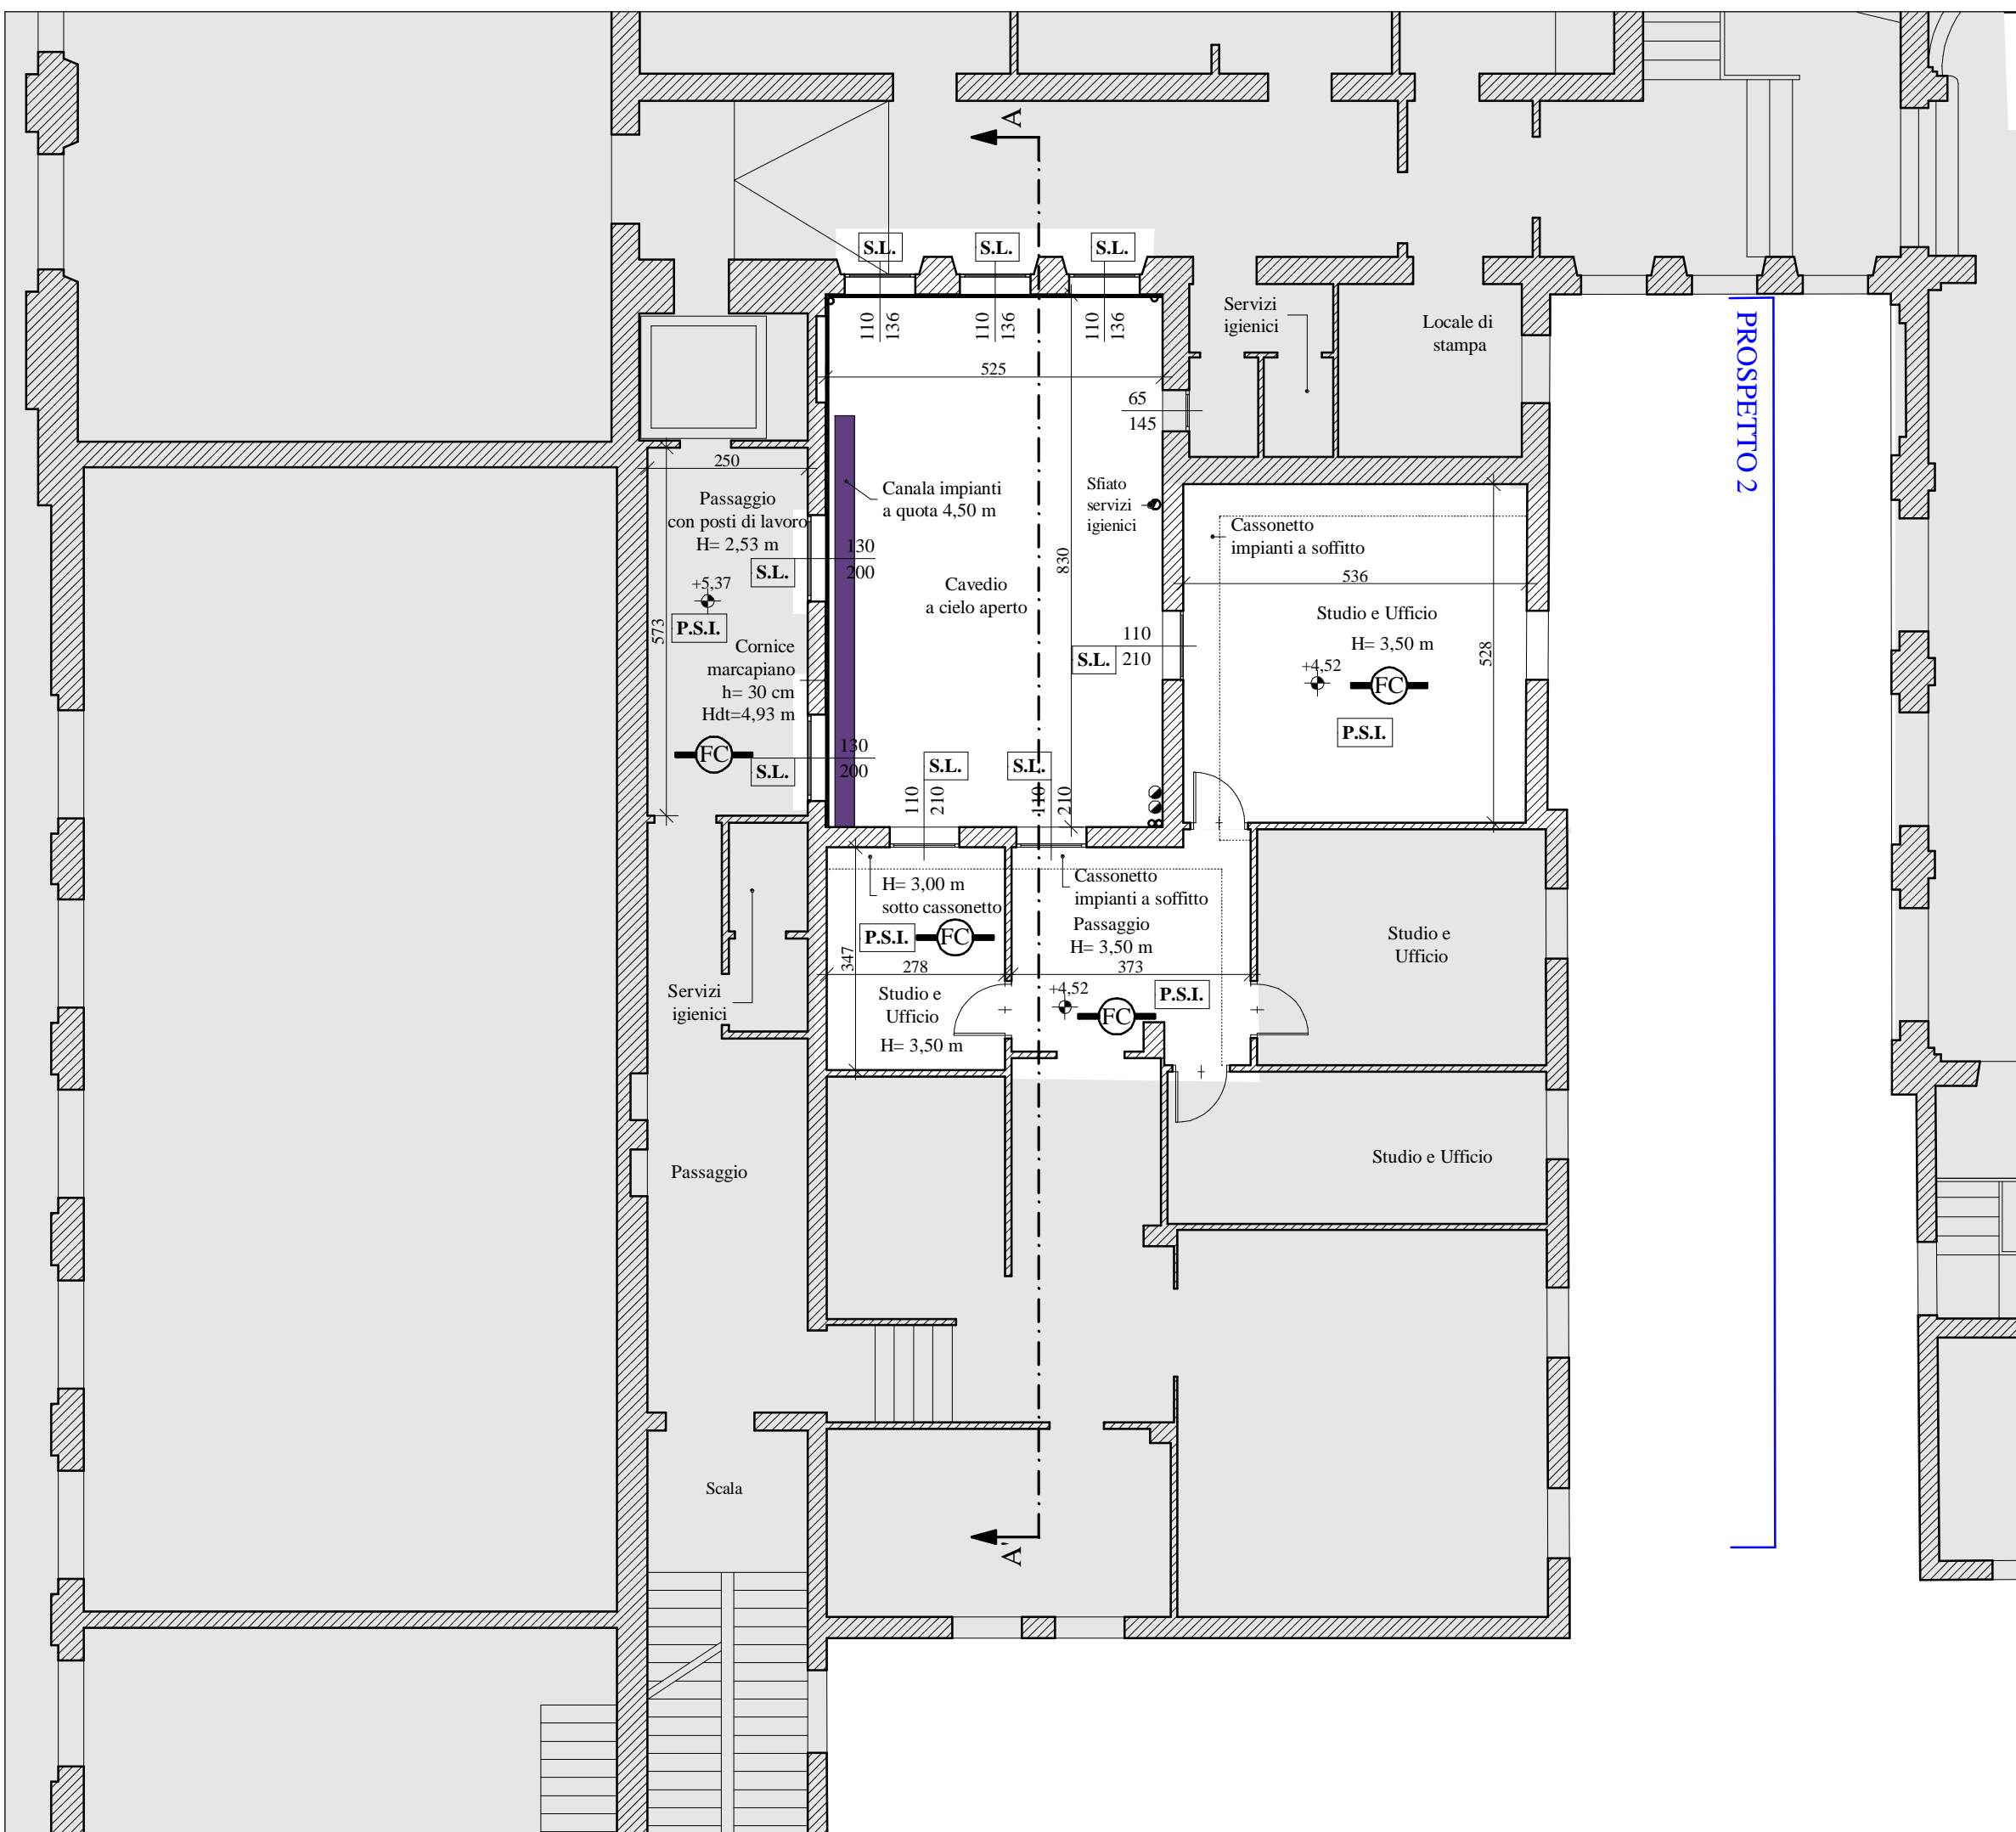 A
S.L.
S.L.
S.L.
110
136
110
136
110
136
Servizi
igienici
Locale di
stampa
PROSPETTO 2
525
65
145
250
Passaggio
con posti di lavoro
H= 2,53 m
Canala impianti
a quota 4,50 m
Sfiato
servizi
igienici
Cassonetto
impianti a soffitto
130
200
S.L.
830
536
+5,37
P.S.I.
Cavedio
a cielo aperto
Studio e Ufficio
H= 3,50 m
573
110
210
S.L.
528
Cornice
marcapiano
h= 30 cm
Hdt=4,93 m
+4,52
FC
P.S.I.
FC
130
200
S.L.
S.L.
S.L.
110
210
110
210
H= 3,00 m
sotto cassonetto
Cassonetto
impianti a soffitto
Passaggio
H= 3,50 m
P.S.I.
FC
Studio e
Ufficio
347
278
373
Servizi
igienici
Studio e
Ufficio
H= 3,50 m
+4,52
FC
P.S.I.
Passaggio
Studio e Ufficio
Scala
A'